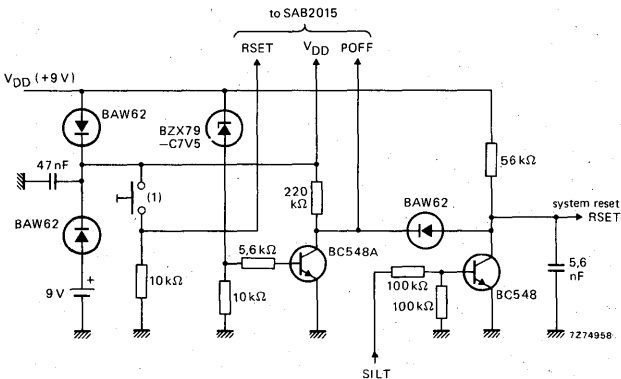 to SAB2015
RSET
VDD
POFF
VDD (+9 V)
BAW62
BZX79
-C7V5
47 nF
(1)
56 kΩ
220
kΩ
BAW62
system reset
RSET
BAW62
5,6 kΩ
BC548A
9 V
+
10 kΩ
10 kΩ
100 kΩ
100 kΩ
BC548
5,6
nF
7Z74958
SILT